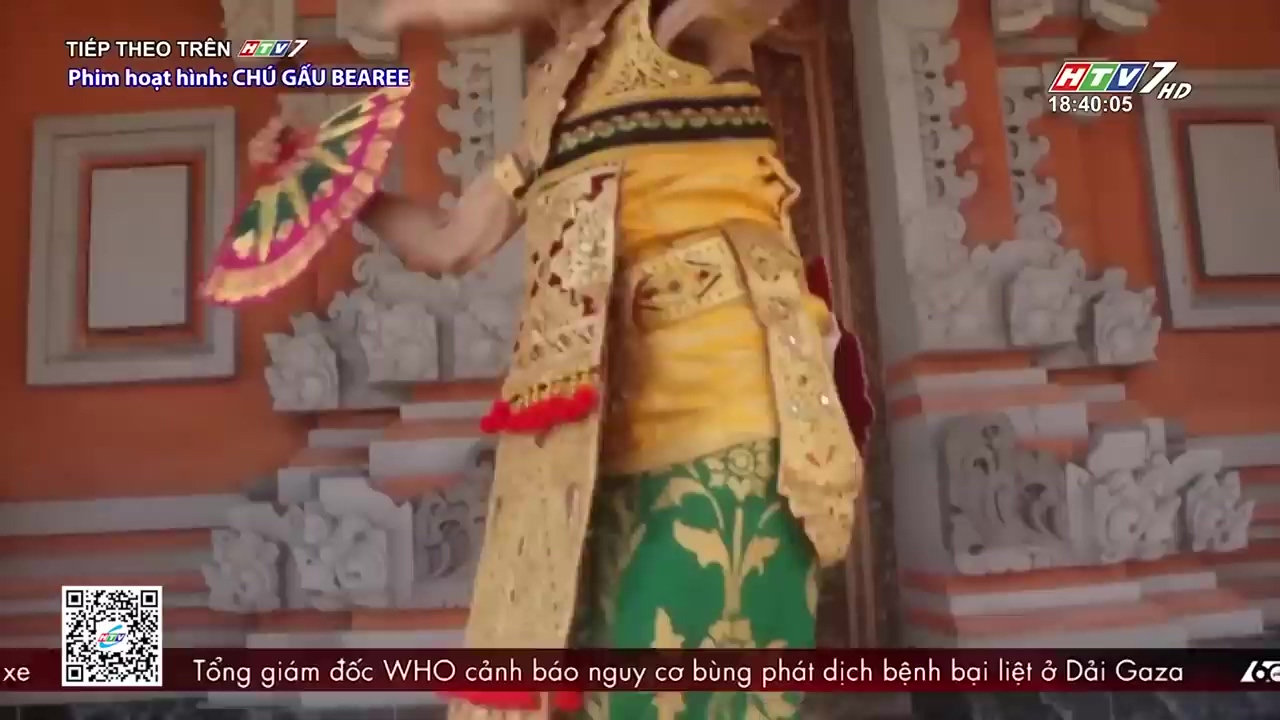 TIẾP THEO TRÊN HTV7
Phim hoạt hình: CHÚ GẤU BEAREE
HTV7 HD
18:40:05
HTV
xe Tổng giám đốc WHO cảnh báo nguy cơ bùng phát dịch bệnh bại liệt ở Dải Gaza